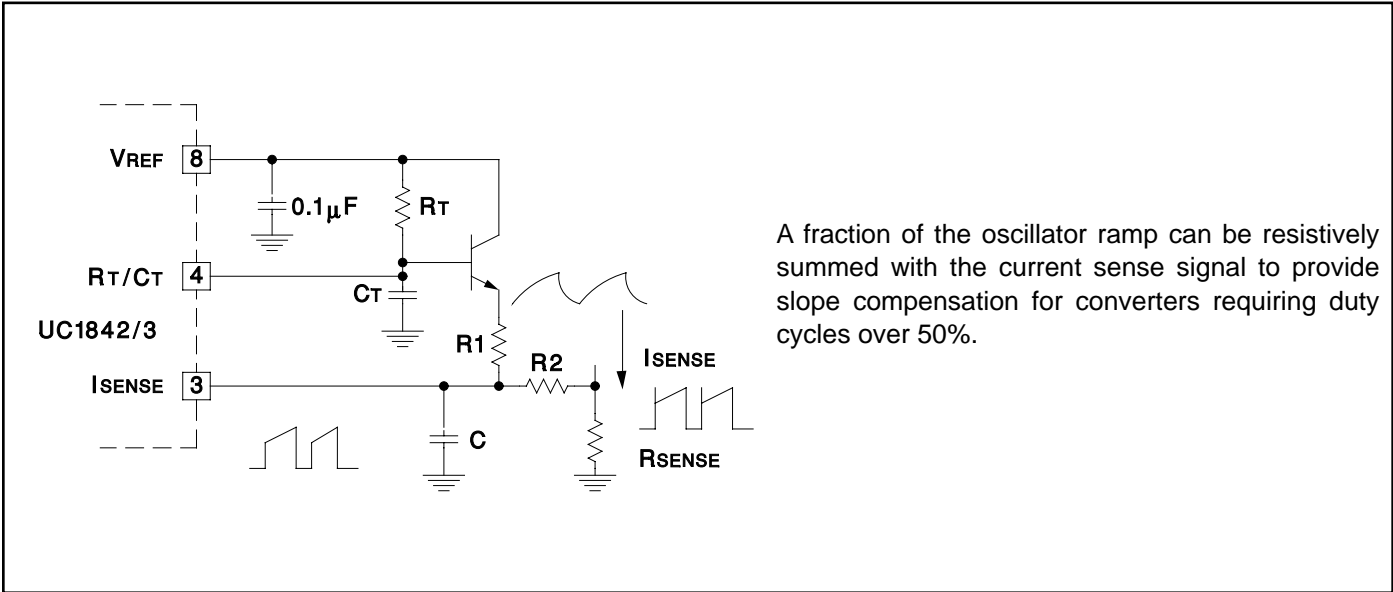 VREF 8
0.1μF
RT
RT/CT 4
CT
UC1842/3
R1
R2
ISENSE
ISENSE 3
C
RSENSE
A fraction of the oscillator ramp can be resistively
summed with the current sense signal to provide
slope compensation for converters requiring duty
cycles over 50%.